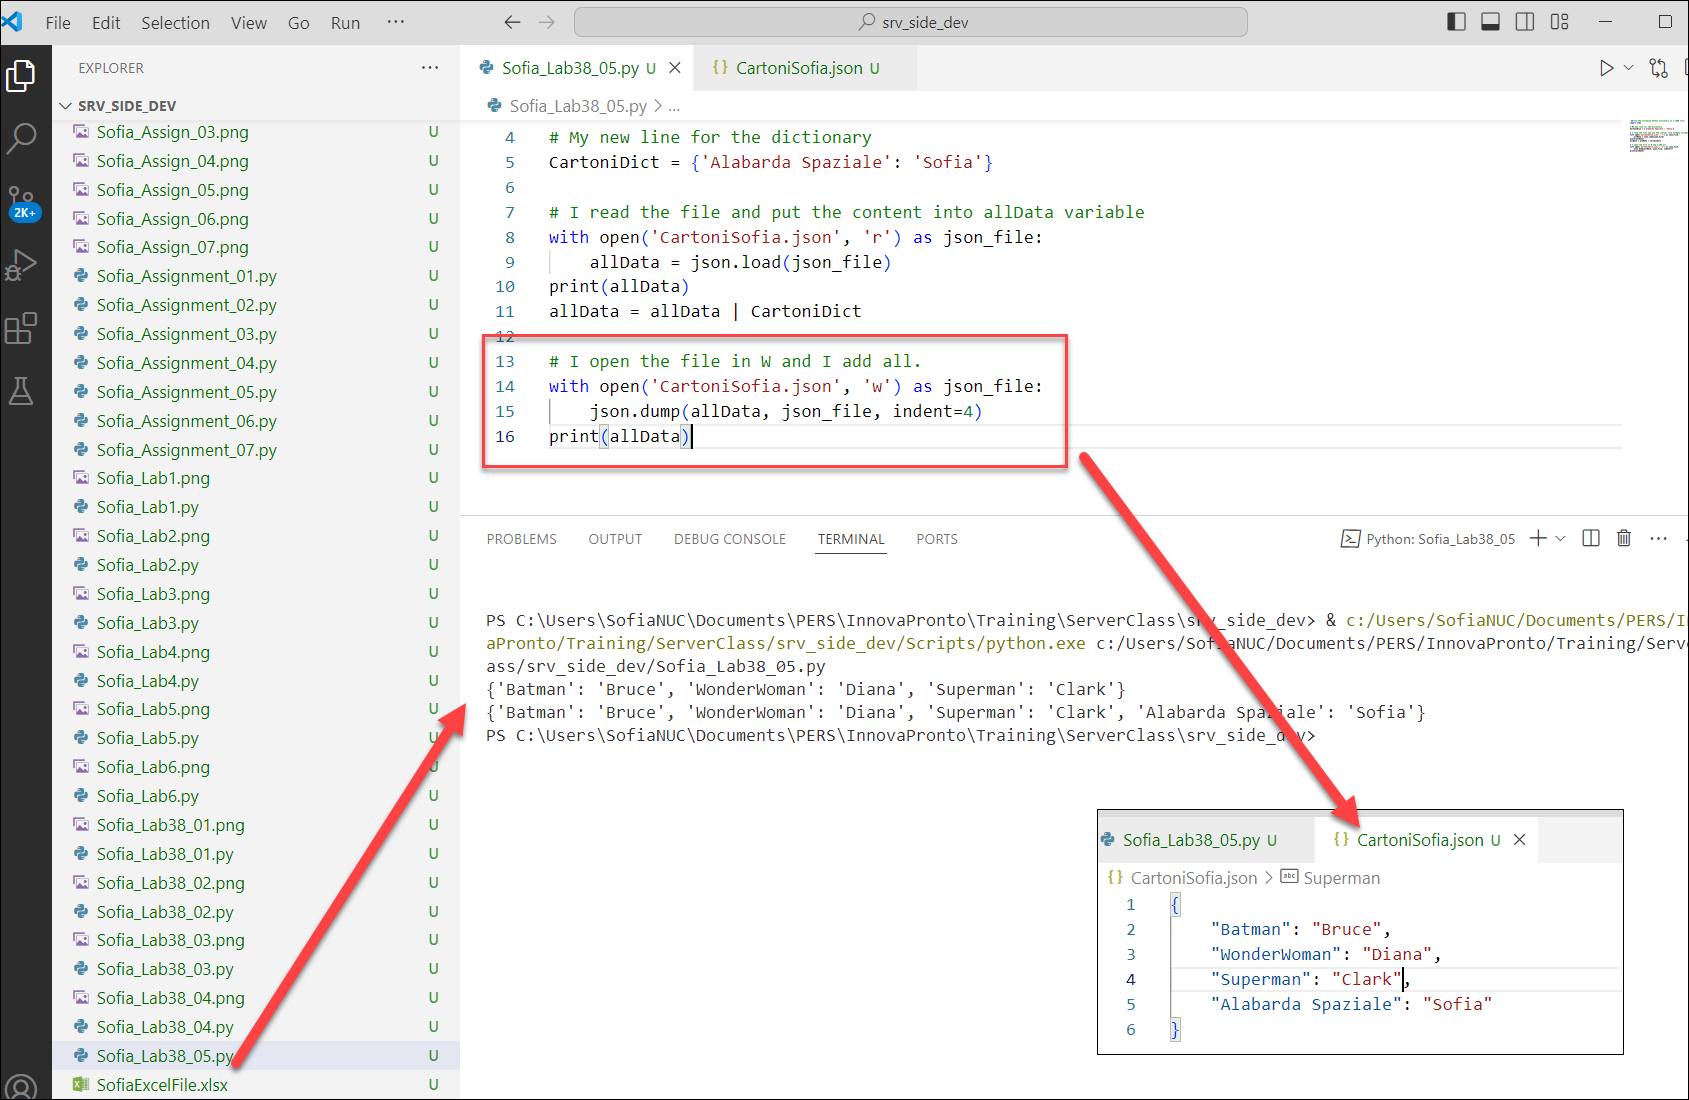 File Edit Selection View Go Run ···
srv_side_dev
EXPLORER
SRV_SIDE_DEV
Sofia_Assign_03.png U
Sofia_Assign_04.png U
Sofia_Assign_05.png U
Sofia_Assign_06.png U
Sofia_Assign_07.png U
Sofia_Assignment_01.py U
Sofia_Assignment_02.py U
Sofia_Assignment_03.py U
Sofia_Assignment_04.py U
Sofia_Assignment_05.py U
Sofia_Assignment_06.py U
Sofia_Assignment_07.py U
Sofia_Lab1.png U
Sofia_Lab1.py U
Sofia_Lab2.png U
Sofia_Lab2.py U
Sofia_Lab3.png U
Sofia_Lab3.py U
Sofia_Lab4.png U
Sofia_Lab4.py U
Sofia_Lab5.png U
Sofia_Lab5.py U
Sofia_Lab6.png U
Sofia_Lab6.py U
Sofia_Lab38_01.png U
Sofia_Lab38_01.py U
Sofia_Lab38_02.png U
Sofia_Lab38_02.py U
Sofia_Lab38_03.png U
Sofia_Lab38_03.py U
Sofia_Lab38_04.png U
Sofia_Lab38_04.py U
Sofia_Lab38_05.py U
SofiaExcelFile.xlsx U
2K+
Sofia_Lab38_05.py U
CartoniSofia.json U
Sofia_Lab38_05.py > ...
4 # My new line for the dictionary
5 CartoniDict = {'Alabarda Spaziale': 'Sofia'}
6
7 # I read the file and put the content into allData variable
8 with open('CartoniSofia.json', 'r') as json_file:
9 allData = json.load(json_file)
10 print(allData)
11 allData = allData | CartoniDict
12
13 # I open the file in W and I add all.
14 with open('CartoniSofia.json', 'w') as json_file:
15 json.dump(allData, json_file, indent=4)
16 print(allData)
PROBLEMS OUTPUT DEBUG CONSOLE TERMINAL PORTS
Python: Sofia_Lab38_05
PS C:\Users\SofiaNUC\Documents\PERS\InnovaPronto\Training\ServerClass\srv_side_dev> & c:/Users/SofiaNUC/Documents/PERS/I
aPronto/Training/ServerClass/srv_side_dev/Scripts/python.exe c:/Users/SofiaNUC/Documents/PERS/InnovaPronto/Training/Serv
ass/srv_side_dev/Sofia_Lab38_05.py
{'Batman': 'Bruce', 'WonderWoman': 'Diana', 'Superman': 'Clark'}
{'Batman': 'Bruce', 'WonderWoman': 'Diana', 'Superman': 'Clark', 'Alabarda Spaziale': 'Sofia'}
PS C:\Users\SofiaNUC\Documents\PERS\InnovaPronto\Training\ServerClass\srv_side_dev>
Sofia_Lab38_05.py U
CartoniSofia.json U
CartoniSofia.json > abc Superman
1 {
2 "Batman": "Bruce",
3 "WonderWoman": "Diana",
4 "Superman": "Clark",
5 "Alabarda Spaziale": "Sofia"
6 }